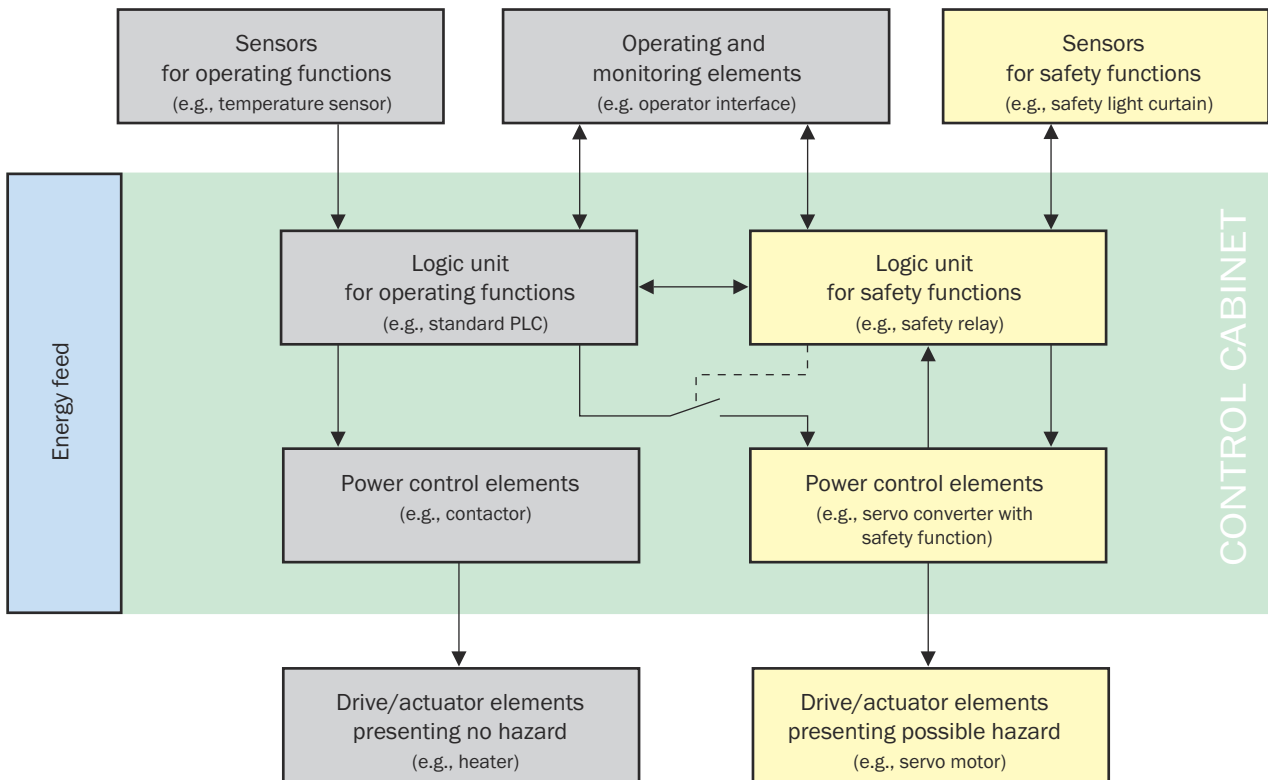 Sensors
for operating functions
(e.g., temperature sensor)
Operating and
monitoring elements
(e.g. operator interface)
Sensors
for safety functions
(e.g., safety light curtain)
Energy feed
CONTROL CABINET
Logic unit
for operating functions
(e.g., standard PLC)
Logic unit
for safety functions
(e.g., safety relay)
Power control elements
(e.g., contactor)
Power control elements
(e.g., servo converter with
safety function)
Drive/actuator elements
presenting no hazard
(e.g., heater)
Drive/actuator elements
presenting possible hazard
(e.g., servo motor)